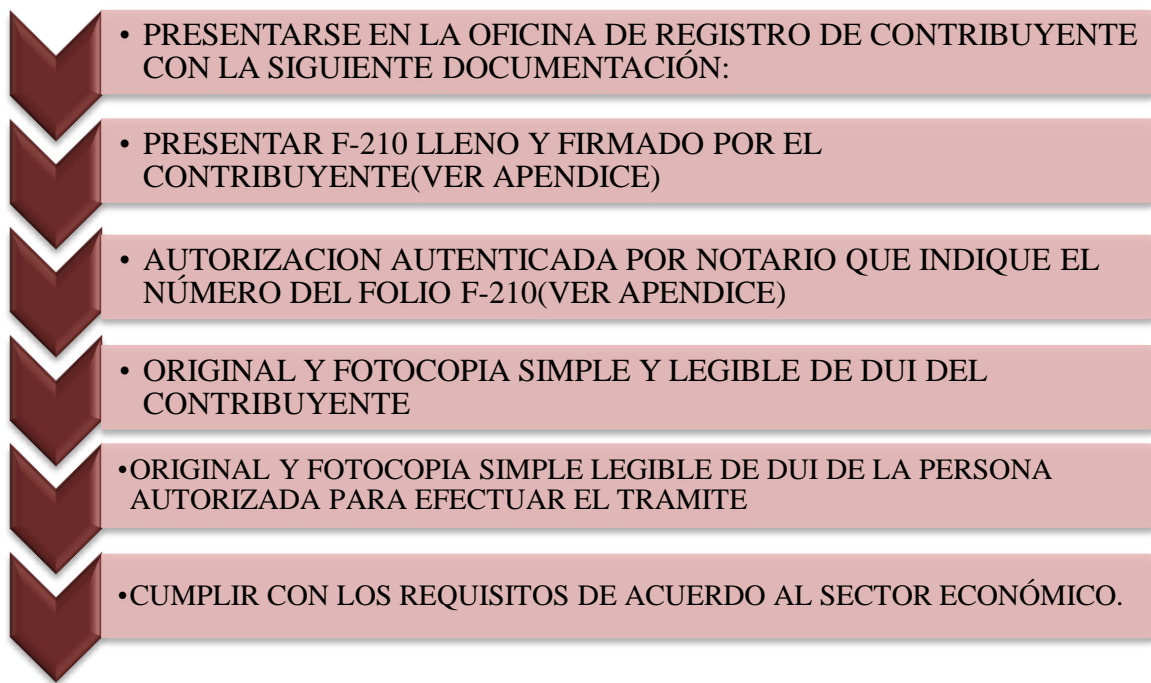 • PRESENTARSE EN LA OFICINA DE REGISTRO DE CONTRIBUYENTE
CON LA SIGUIENTE DOCUMENTACIÓN:
• PRESENTAR F-210 LLENO Y FIRMADO POR EL
CONTRIBUYENTE(VER APENDICE)
• AUTORIZACION AUTENTICADA POR NOTARIO QUE INDIQUE EL
NÚMERO DEL FOLIO F-210(VER APENDICE)
• ORIGINAL Y FOTOCOPIA SIMPLE Y LEGIBLE DE DUI DEL
CONTRIBUYENTE
•ORIGINAL Y FOTOCOPIA SIMPLE LEGIBLE DE DUI DE LA PERSONA
AUTORIZADA PARA EFECTUAR EL TRAMITE
•CUMPLIR CON LOS REQUISITOS DE ACUERDO AL SECTOR ECONÓMICO.